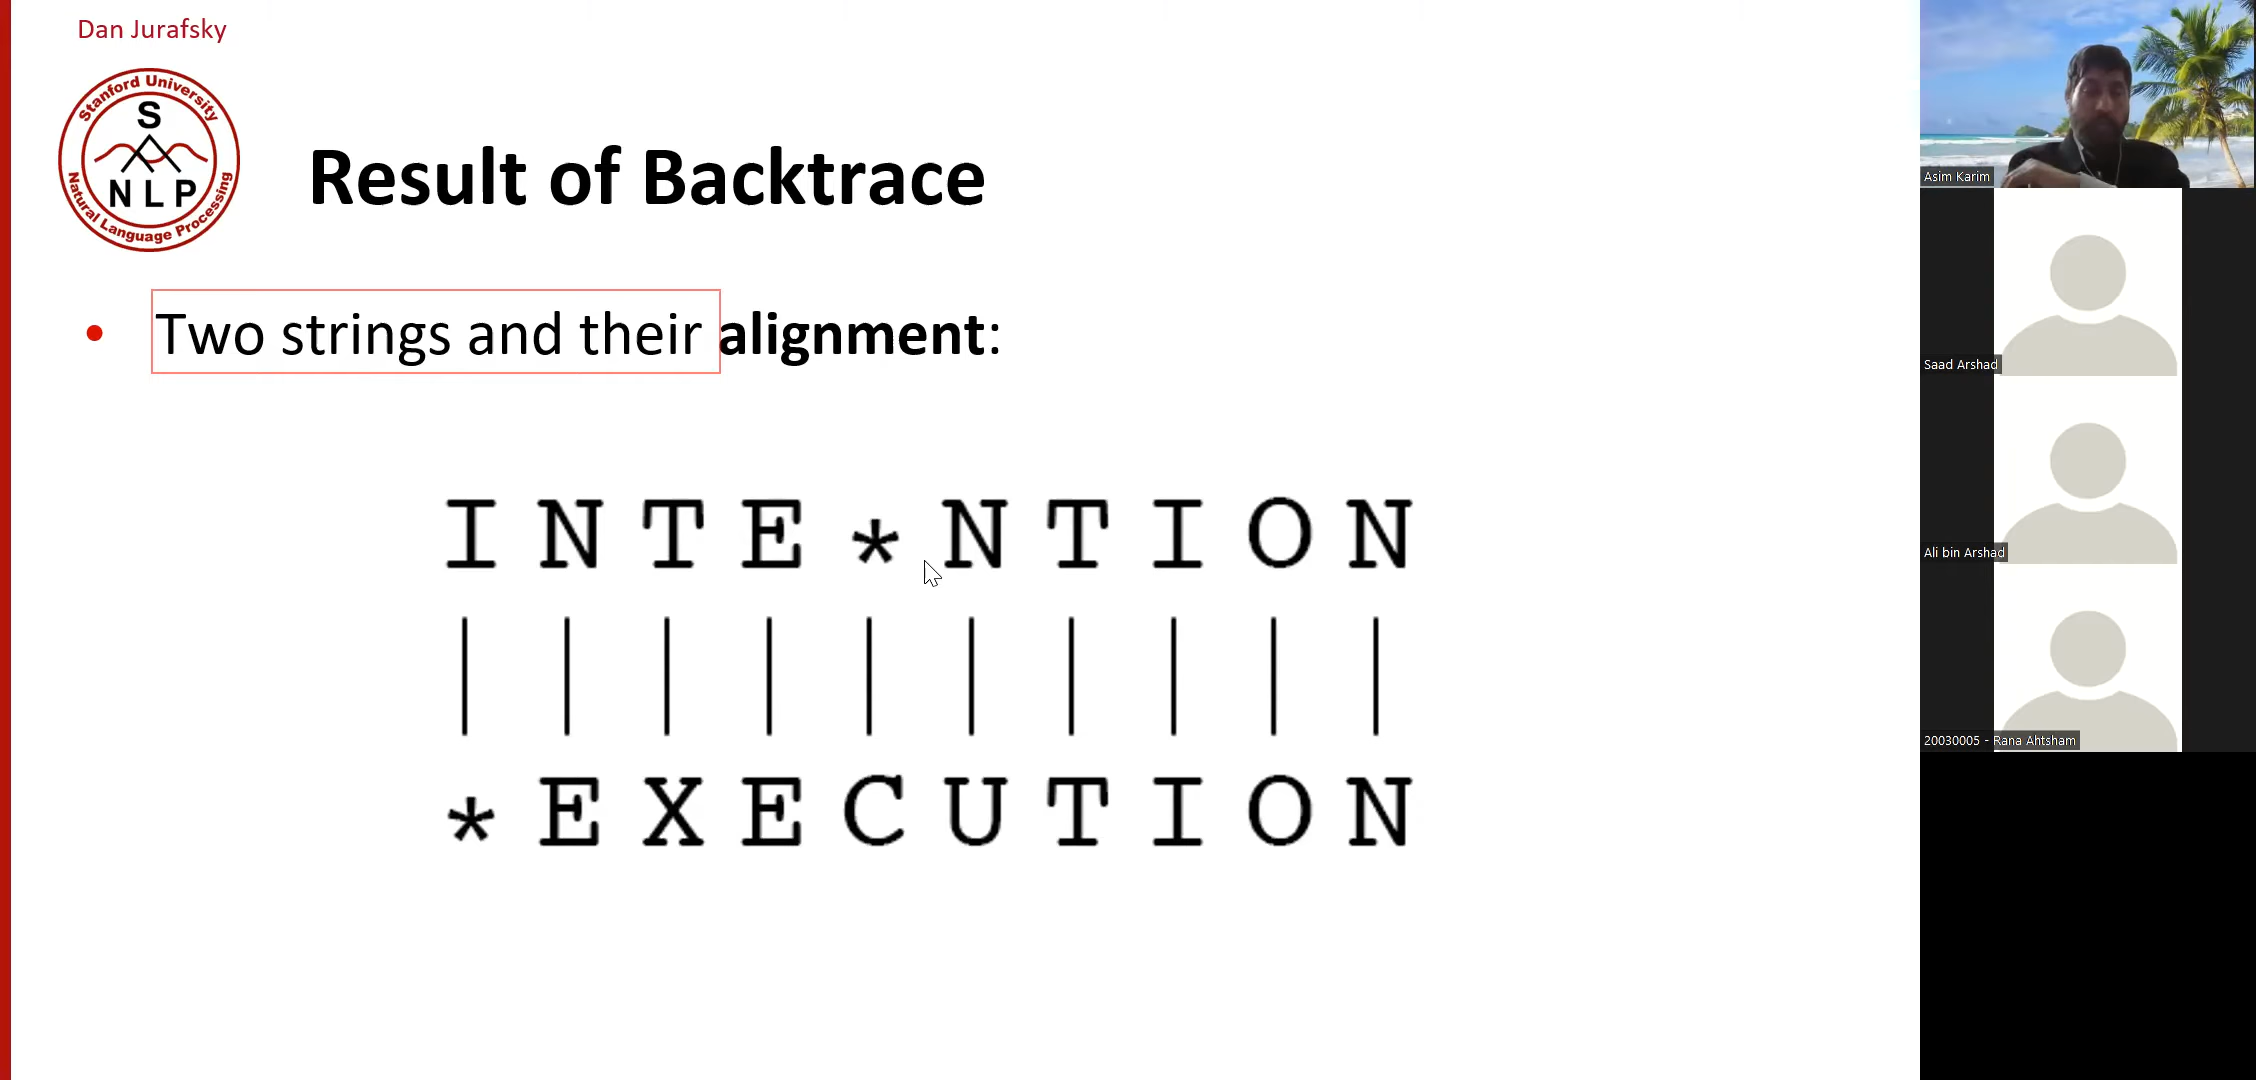 Dan Jurafsky
Stanford University
S
NLP
Natural Language Processing
Result of Backtrace
• Two strings and their alignment:
I N T E * N T I O N
| | | | | | | | | |
* E X E C U T I O N
Asim Karim
Saad Arshad
Ali bin Arshad
20030005 - Rana Ahtsham